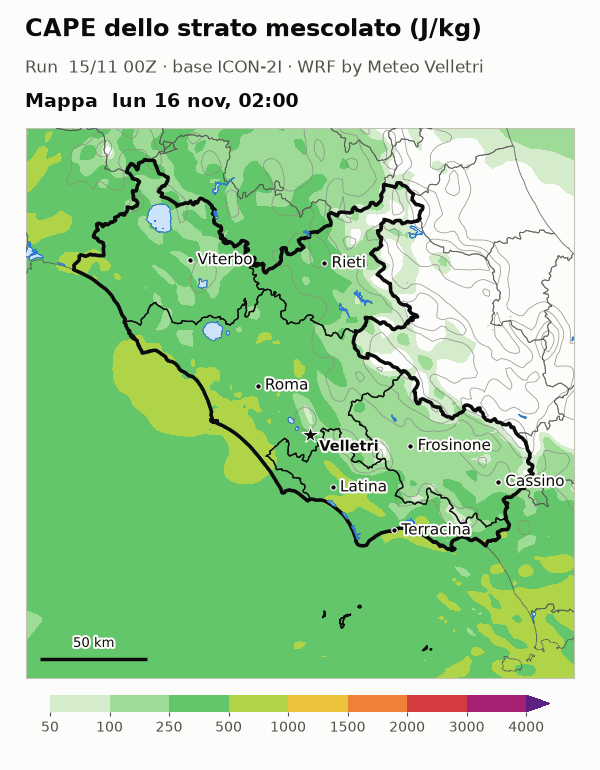 CAPE dello strato mescolato (J/kg)
Run  15/11 00Z · base ICON-2I · WRF by Meteo Velletri
Mappa  lun 16 nov, 02:00
Viterbo
Rieti
Roma
Velletri
Frosinone
Cassino
Latina
Terracina
50 km
50 100 250 500 1000 1500 2000 3000 4000